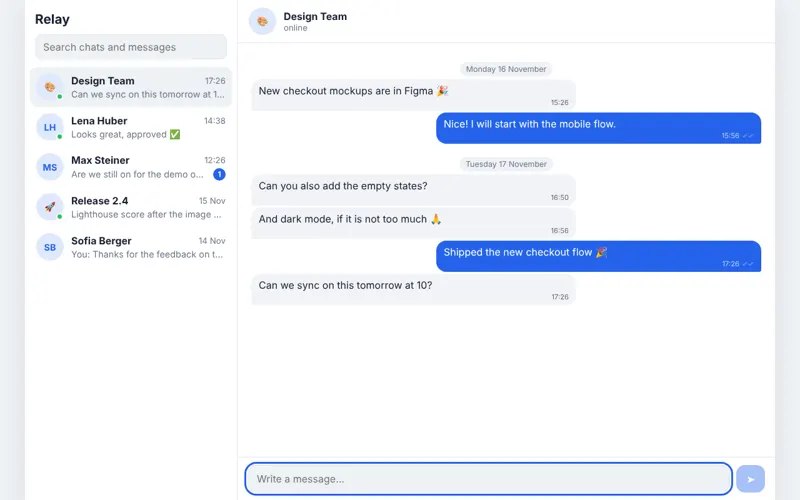 Relay
Search chats and messages
Design Team 17:26
Can we sync on this tomorrow at 1...
LH
Lena Huber 14:38
Looks great, approved ✅
MS
Max Steiner 12:26
Are we still on for the demo o... 1
Release 2.4 15 Nov
Lighthouse score after the image ...
SB
Sofia Berger 14 Nov
You: Thanks for the feedback on t...
Design Team
online
Monday 16 November
New checkout mockups are in Figma 🎉
15:26
Nice! I will start with the mobile flow.
15:56 ✓✓
Tuesday 17 November
Can you also add the empty states?
16:50
And dark mode, if it is not too much 🙏
16:56
Shipped the new checkout flow 🎉
17:26 ✓✓
Can we sync on this tomorrow at 10?
17:26
Write a message...